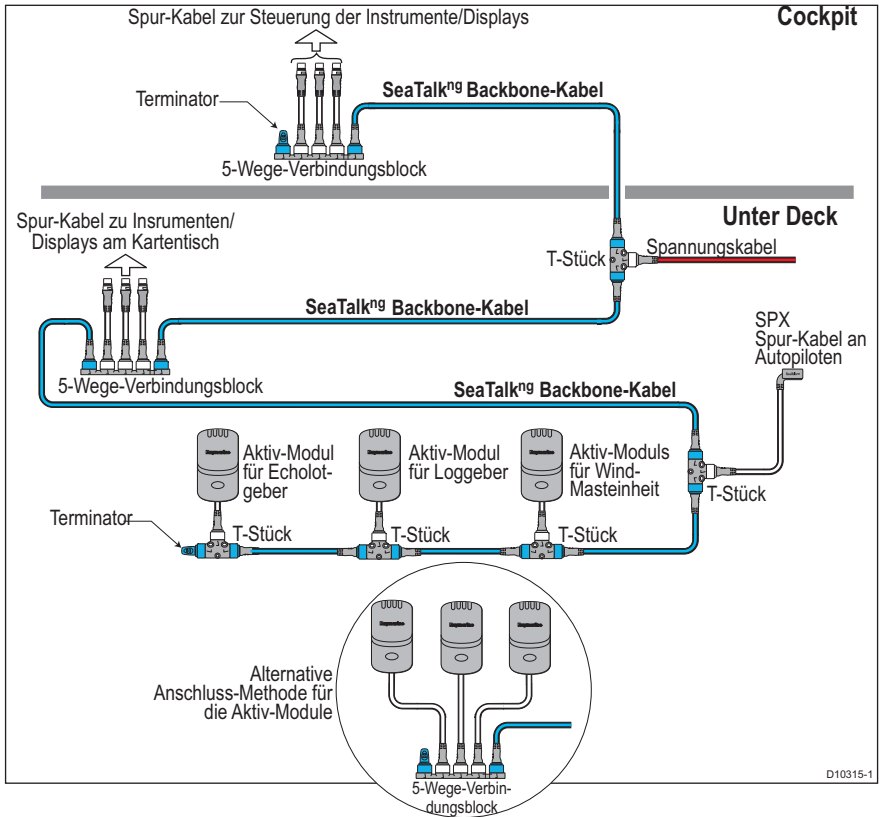 Cockpit
Spur-Kabel zur Steuerung der Instrumente/Displays
SeaTalkng Backbone-Kabel
Terminator
5-Wege-Verbindungsblock
Unter Deck
Spur-Kabel zu Insrumenten/
Displays am Kartentisch
T-Stück
Spannungskabel
SeaTalkng Backbone-Kabel
SPX
Spur-Kabel an
Autopiloten
5-Wege-Verbindungsblock
SeaTalkng Backbone-Kabel
Aktiv-Modul
für Echolot-
geber
Aktiv-Modul
für Loggeber
Aktiv-Moduls
für Wind-
Masteinheit
T-Stück
Terminator
T-Stück
T-Stück
T-Stück
Alternative
Anschluss-Methode für
die Aktiv-Module
5-Wege-Verbin-
dungsblock
D10315-1